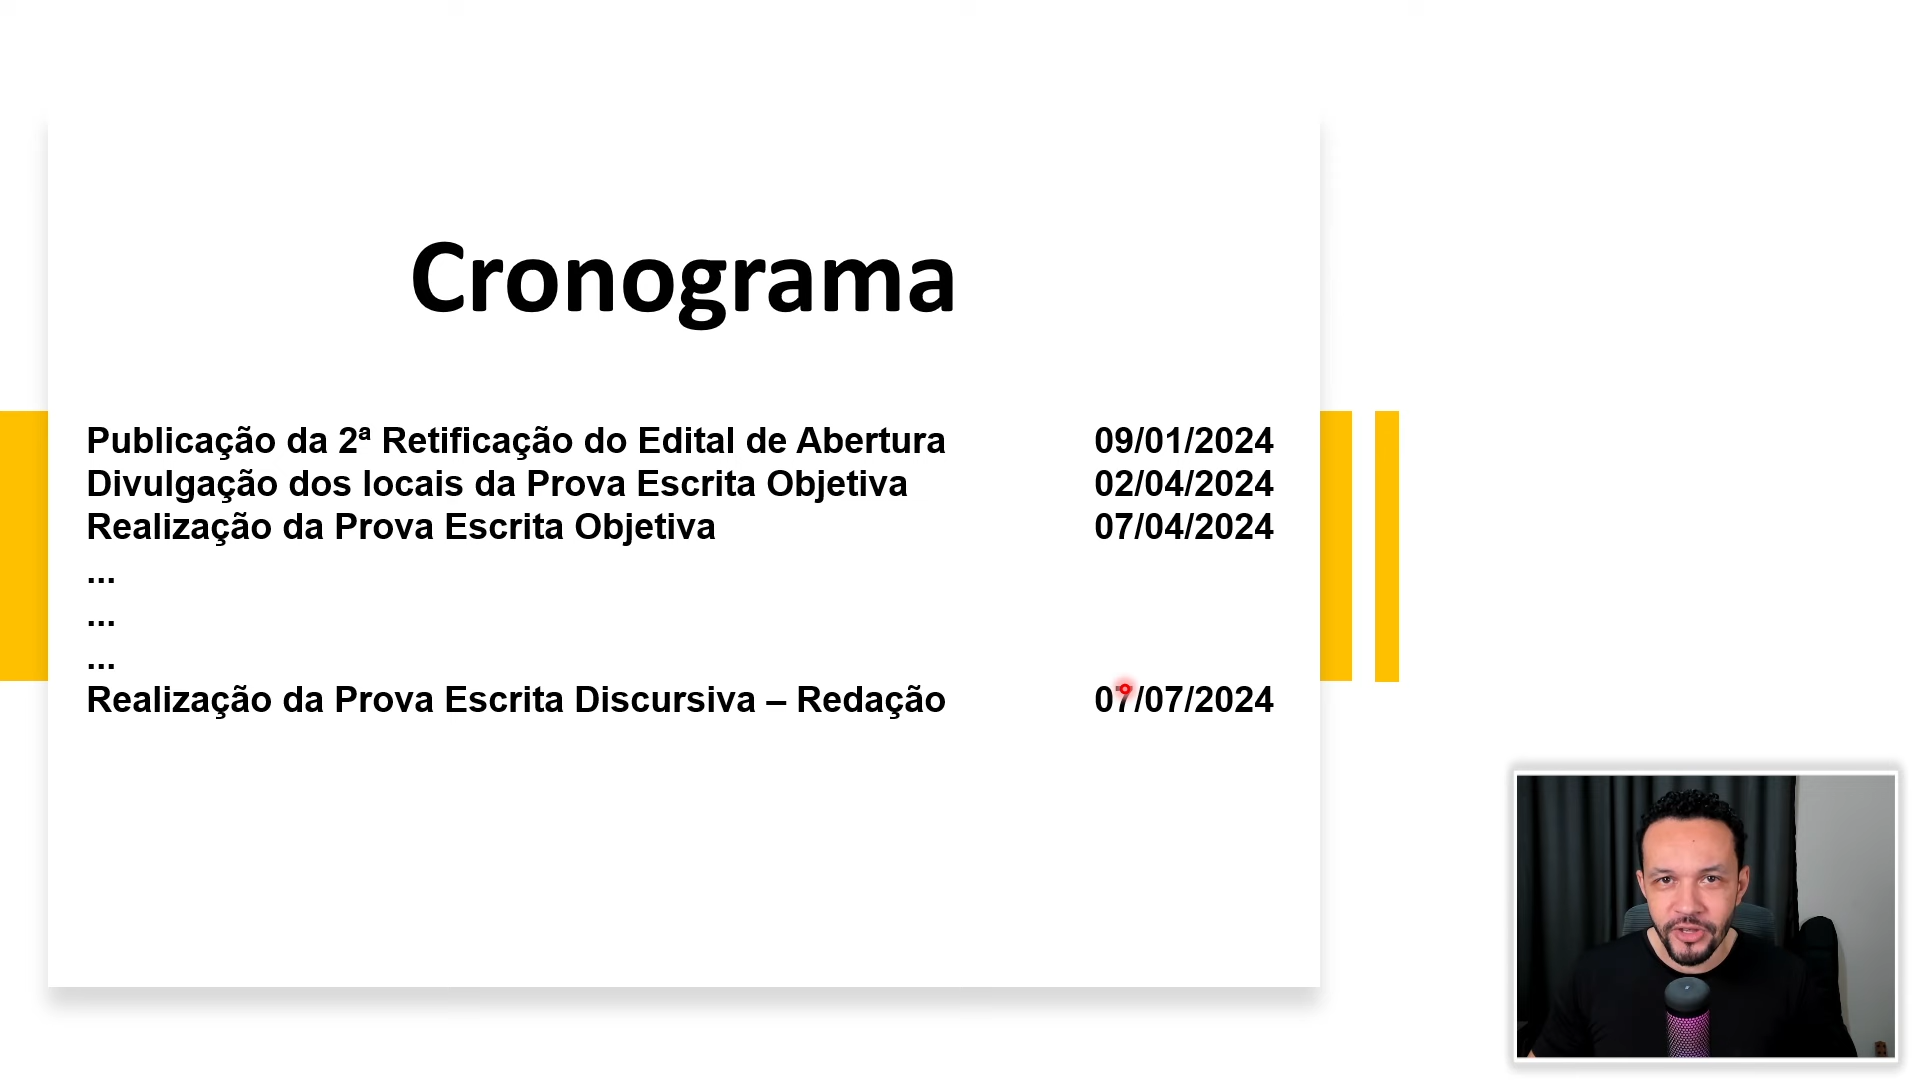 Cronograma
Publicação da 2ª Retificação do Edital de Abertura 09/01/2024
Divulgação dos locais da Prova Escrita Objetiva 02/04/2024
Realização da Prova Escrita Objetiva 07/04/2024
...
...
...
Realização da Prova Escrita Discursiva – Redação 07/07/2024